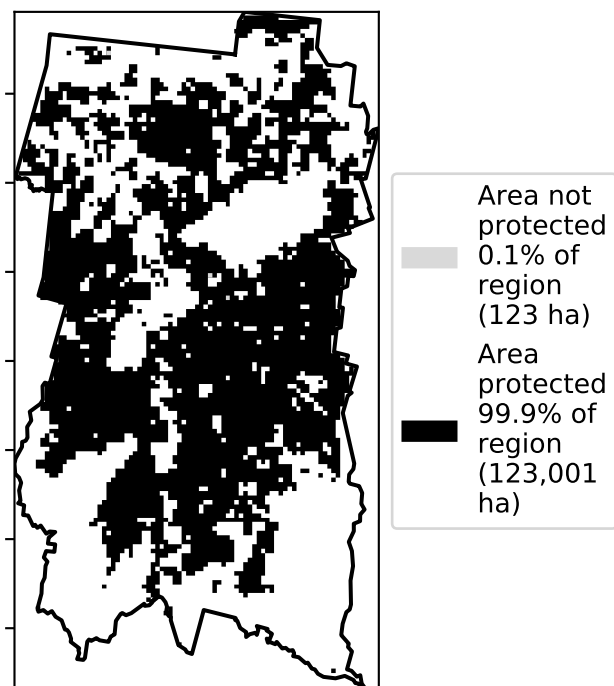 Area not
protected
0.1% of
region
(123 ha)
Area
protected
99.9% of
region
(123,001
ha)